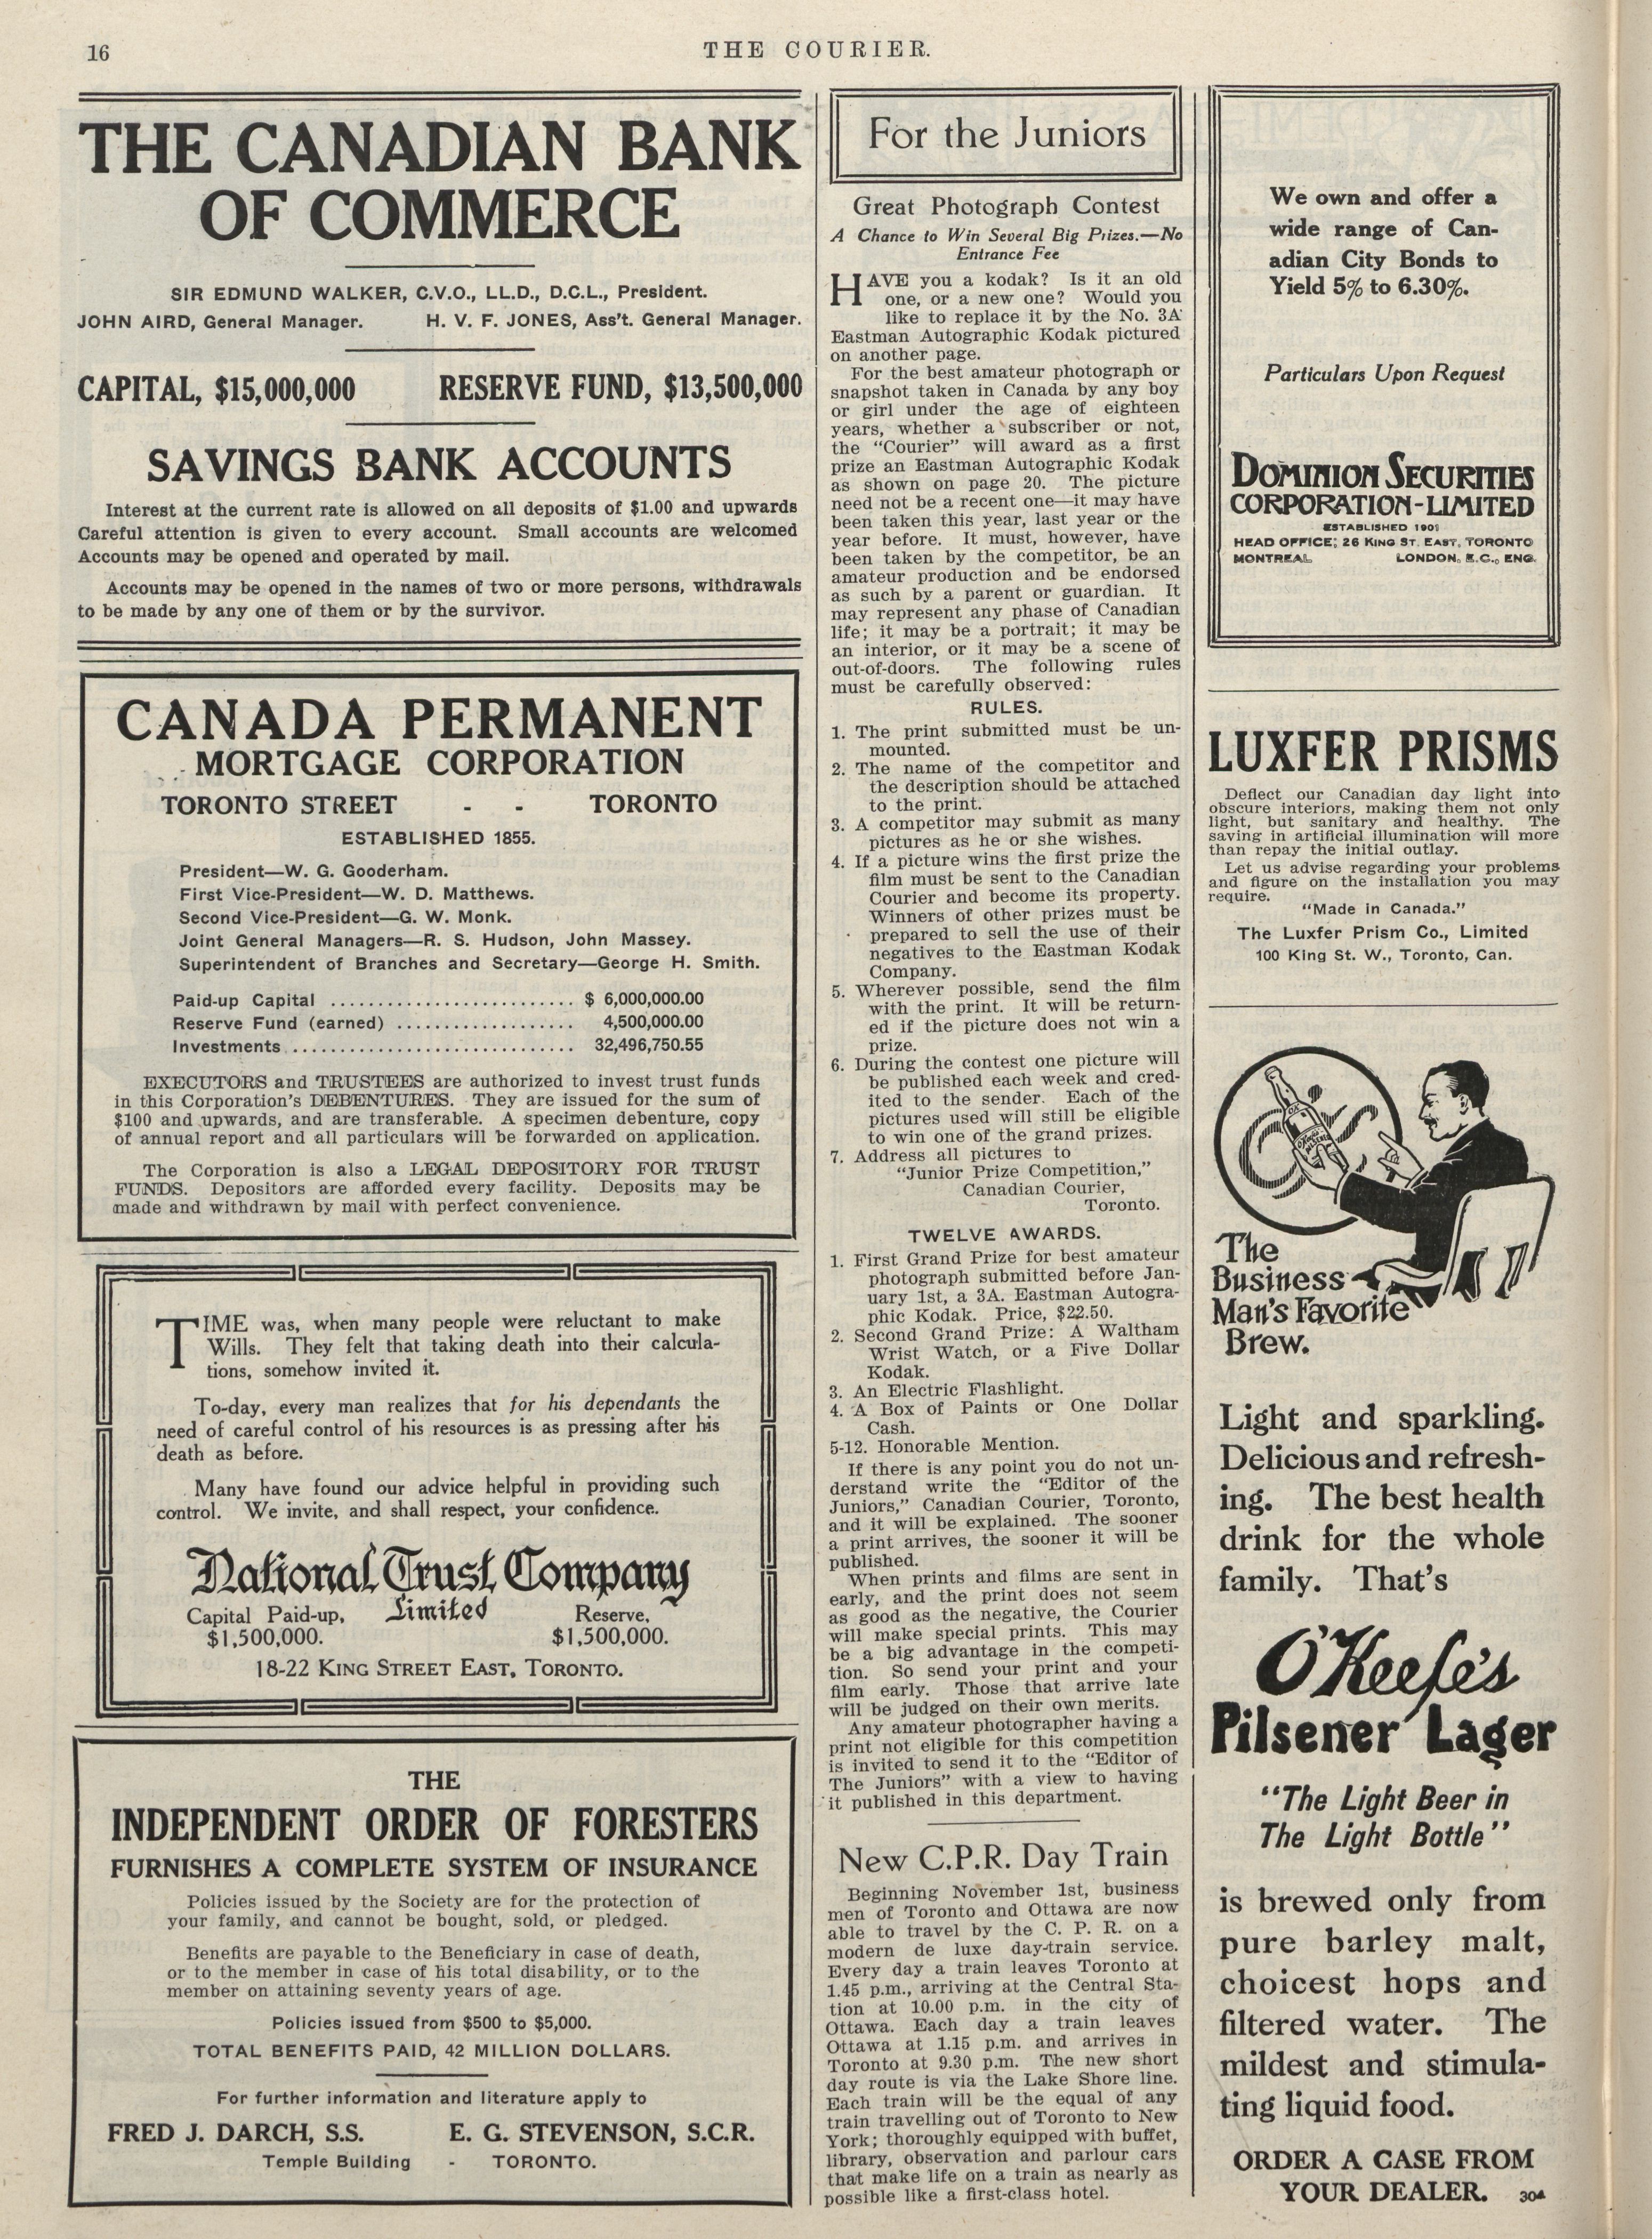 16
THE COURIER.
THE CANADIAN BANK
OF COMMERCE
SIR EDMUND WALKER, C.V.O., LL.D., D.C.L., President.
JOHN AIRD, General Manager. H. V. F. JONES, Ass't. General Manager.
CAPITAL, $15,000,000 RESERVE FUND, $13,500,000
SAVINGS BANK ACCOUNTS
Interest at the current rate is allowed on all deposits of $1.00 and upwards
Careful attention is given to every account. Small accounts are welcomed
Accounts may be opened and operated by mail.
Accounts may be opened in the names of two or more persons, withdrawals
to be made by any one of them or by the survivor.
CANADA PERMANENT
MORTGAGE CORPORATION
TORONTO STREET - - TORONTO
ESTABLISHED 1855.
President—W. G. Gooderham.
First Vice-President—W. D. Matthews.
Second Vice-President—G. W. Monk.
Joint General Managers—R. S. Hudson, John Massey.
Superintendent of Branches and Secretary—George H. Smith.
Paid-up Capital ........................... $ 6,000,000.00
Reserve Fund (earned) .................... 4,500,000.00
Investments ............................... 32,496,750.55
EXECUTORS and TRUSTEES are authorized to invest trust funds
in this Corporation's DEBENTURES. They are issued for the sum of
$100 and upwards, and are transferable. A specimen debenture, copy
of annual report and all particulars will be forwarded on application.
The Corporation is also a LEGAL DEPOSITORY FOR TRUST
FUNDS. Depositors are afforded every facility. Deposits may be
made and withdrawn by mail with perfect convenience.
TIME was, when many people were reluctant to make
Wills. They felt that taking death into their calcula-
tions, somehow invited it.
To-day, every man realizes that for his dependants the
need of careful control of his resources is as pressing after his
death as before.
Many have found our advice helpful in providing such
control. We invite, and shall respect, your confidence.
National Trust Company
Limited
Capital Paid-up, Reserve,
$1,500,000. $1,500,000.
18-22 KING STREET EAST, TORONTO.
THE
INDEPENDENT ORDER OF FORESTERS
FURNISHES A COMPLETE SYSTEM OF INSURANCE
Policies issued by the Society are for the protection of
your family, and cannot be bought, sold, or pledged.
Benefits are payable to the Beneficiary in case of death,
or to the member in case of his total disability, or to the
member on attaining seventy years of age.
Policies issued from $500 to $5,000.
TOTAL BENEFITS PAID, 42 MILLION DOLLARS.
For further information and literature apply to
FRED J. DARCH, S.S. E. G. STEVENSON, S.C.R.
Temple Building - TORONTO.
For the Juniors
Great Photograph Contest
A Chance to Win Several Big Prizes.—No
Entrance Fee
HAVE you a kodak? Is it an old
one, or a new one? Would you
like to replace it by the No. 3A
Eastman Autographic Kodak pictured
on another page.
For the best amateur photograph or
snapshot taken in Canada by any boy
or girl under the age of eighteen
years, whether a subscriber or not,
the "Courier" will award as a first
prize an Eastman Autographic Kodak
as shown on page 20. The picture
need not be a recent one—it may have
been taken this year, last year or the
year before. It must, however, have
been taken by the competitor, be an
amateur production and be endorsed
as such by a parent or guardian. It
may represent any phase of Canadian
life; it may be a portrait; it may be
an interior, or it may be a scene of
out-of-doors. The following rules
must be carefully observed:
RULES.
1. The print submitted must be un-
mounted.
2. The name of the competitor and
the description should be attached
to the print.
3. A competitor may submit as many
pictures as he or she wishes.
4. If a picture wins the first prize the
film must be sent to the Canadian
Courier and become its property.
Winners of other prizes must be
prepared to sell the use of their
negatives to the Eastman Kodak
Company.
5. Wherever possible, send the film
with the print. It will be return-
ed if the picture does not win a
prize.
6. During the contest one picture will
be published each week and cred-
ited to the sender. Each of the
pictures used will still be eligible
to win one of the grand prizes.
7. Address all pictures to
"Junior Prize Competition,"
Canadian Courier,
Toronto.
TWELVE AWARDS.
1. First Grand Prize for best amateur
photograph submitted before Jan-
uary 1st, a 3A. Eastman Autogra-
phic Kodak. Price, $22.50.
2. Second Grand Prize: A Waltham
Wrist Watch, or a Five Dollar
Kodak.
3. An Electric Flashlight.
4. A Box of Paints or One Dollar
Cash.
5-12. Honorable Mention.
If there is any point you do not un-
derstand write the "Editor of the
Juniors," Canadian Courier, Toronto,
and it will be explained. The sooner
a print arrives, the sooner it will be
published.
When prints and films are sent in
early, and the print does not seem
as good as the negative, the Courier
will make special prints. This may
be a big advantage in the competi-
tion. So send your print and your
film early. Those that arrive late
will be judged on their own merits.
Any amateur photographer having a
print not eligible for this competition
is invited to send it to the "Editor of
The Juniors" with a view to having
it published in this department.
New C.P.R. Day Train
Beginning November 1st, business
men of Toronto and Ottawa are now
able to travel by the C. P. R. on a
modern de luxe day-train service.
Every day a train leaves Toronto at
1.45 p.m., arriving at the Central Sta-
tion at 10.00 p.m. in the city of
Ottawa. Each day a train leaves
Ottawa at 1.15 p.m. and arrives in
Toronto at 9.30 p.m. The new short
day route is via the Lake Shore line.
Each train will be the equal of any
train travelling out of Toronto to New
York; thoroughly equipped with buffet,
library, observation and parlour cars
that make life on a train as nearly as
possible like a first-class hotel.
We own and offer a
wide range of Can-
adian City Bonds to
Yield 5% to 6.30%.
Particulars Upon Request
DOMINION SECURITIES
CORPORATION-LIMITED
ESTABLISHED 1901
HEAD OFFICE; 26 KING ST. EAST, TORONTO
MONTREAL LONDON, E.C., ENG.
LUXFER PRISMS
Deflect our Canadian day light into
obscure interiors, making them not only
light, but sanitary and healthy. The
saving in artificial illumination will more
than repay the initial outlay.
Let us advise regarding your problems
and figure on the installation you may
require.
"Made in Canada."
The Luxfer Prism Co., Limited
100 King St. W., Toronto, Can.
OK
O'Keefe's
PILSENER
The
Business
Man's Favorite
Brew.
Light and sparkling.
Delicious and refresh-
ing. The best health
drink for the whole
family. That's
O'Keefe's
Pilsener Lager
"The Light Beer in
The Light Bottle"
is brewed only from
pure barley malt,
choicest hops and
filtered water. The
mildest and stimula-
ting liquid food.
ORDER A CASE FROM
YOUR DEALER. 304